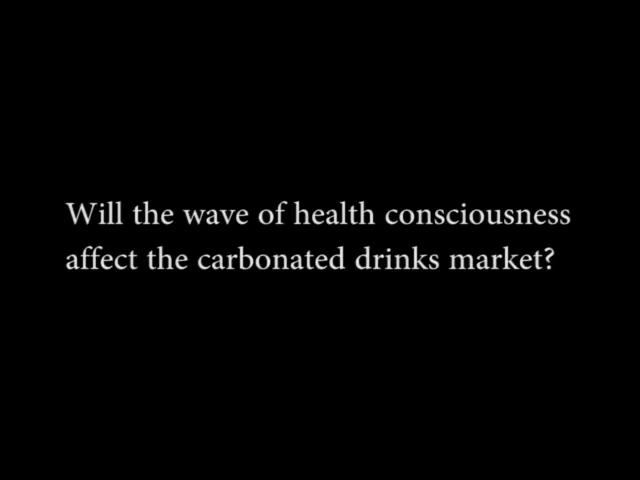 Will the wave of health consciousness
affect the carbonated drinks market?